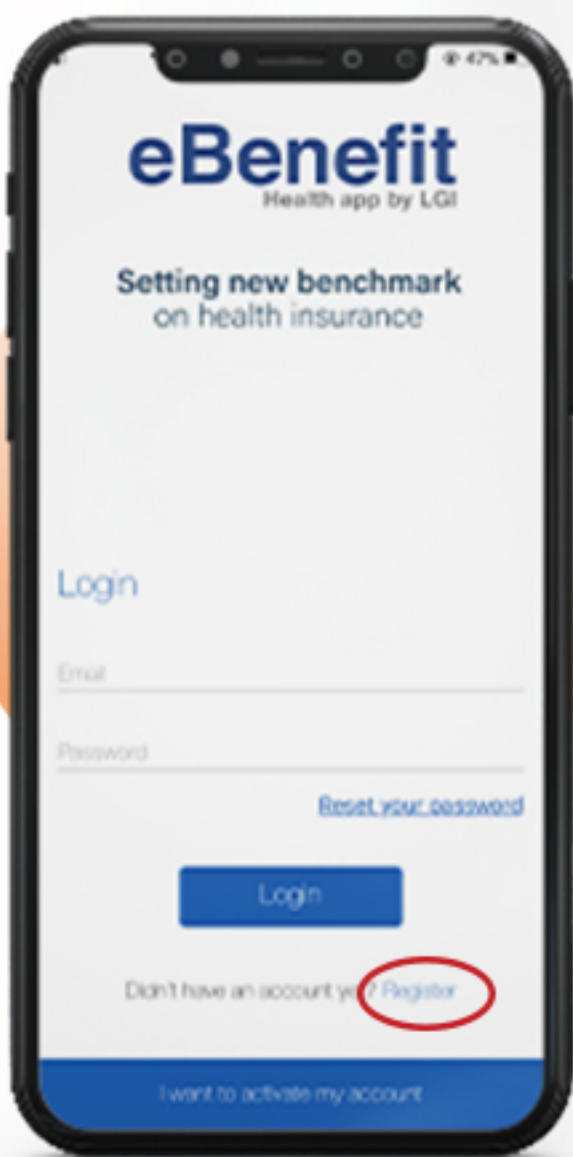 47%
eBenefit
Health app by LGI
Setting new benchmark
on health insurance
Login
Email
Password
Reset your password
Login
Didn't have an account ? Register
I want to activate my account